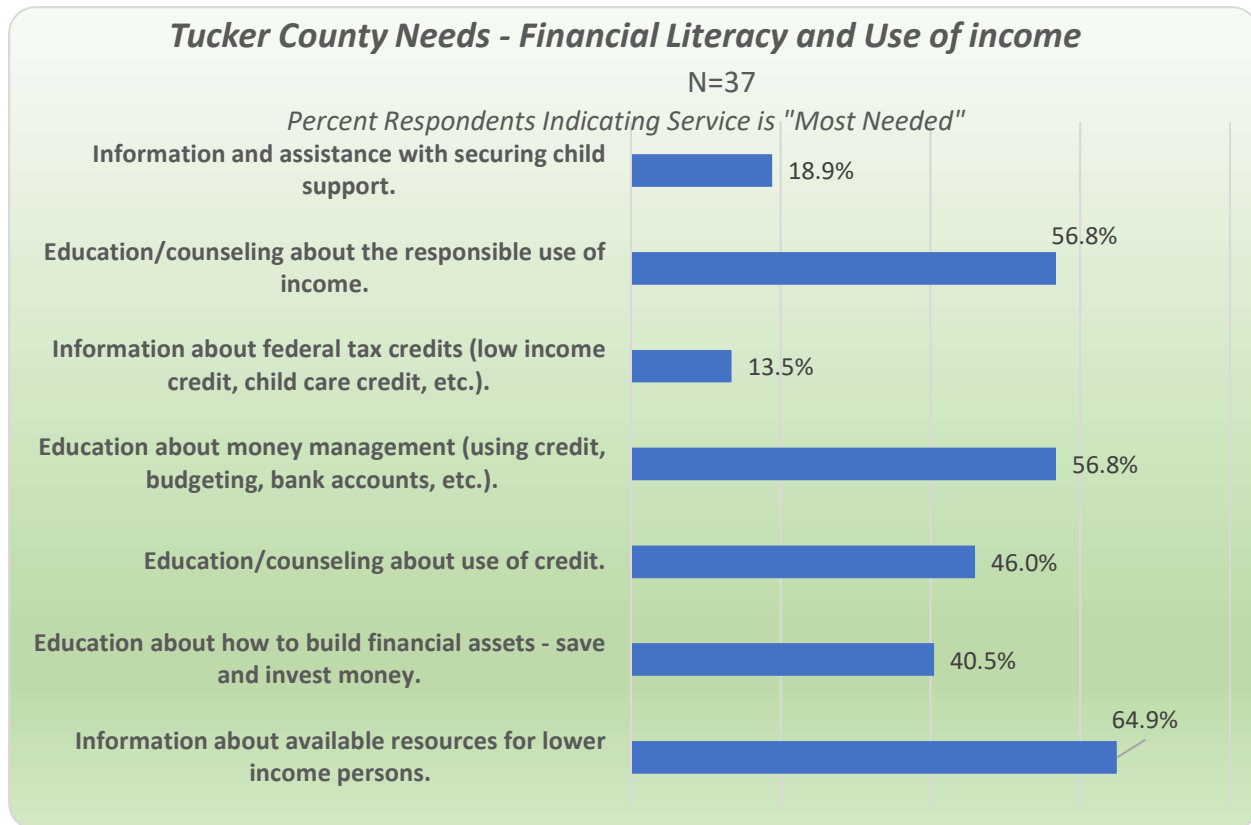 Tucker County Needs - Financial Literacy and Use of income
N=37
Percent Respondents Indicating Service is "Most Needed"
Information and assistance with securing child
support.
18.9%
Education/counseling about the responsible use of
income.
56.8%
Information about federal tax credits (low income
credit, child care credit, etc.).
13.5%
Education about money management (using credit,
budgeting, bank accounts, etc.).
56.8%
Education/counseling about use of credit.
46.0%
Education about how to build financial assets - save
and invest money.
40.5%
Information about available resources for lower
income persons.
64.9%